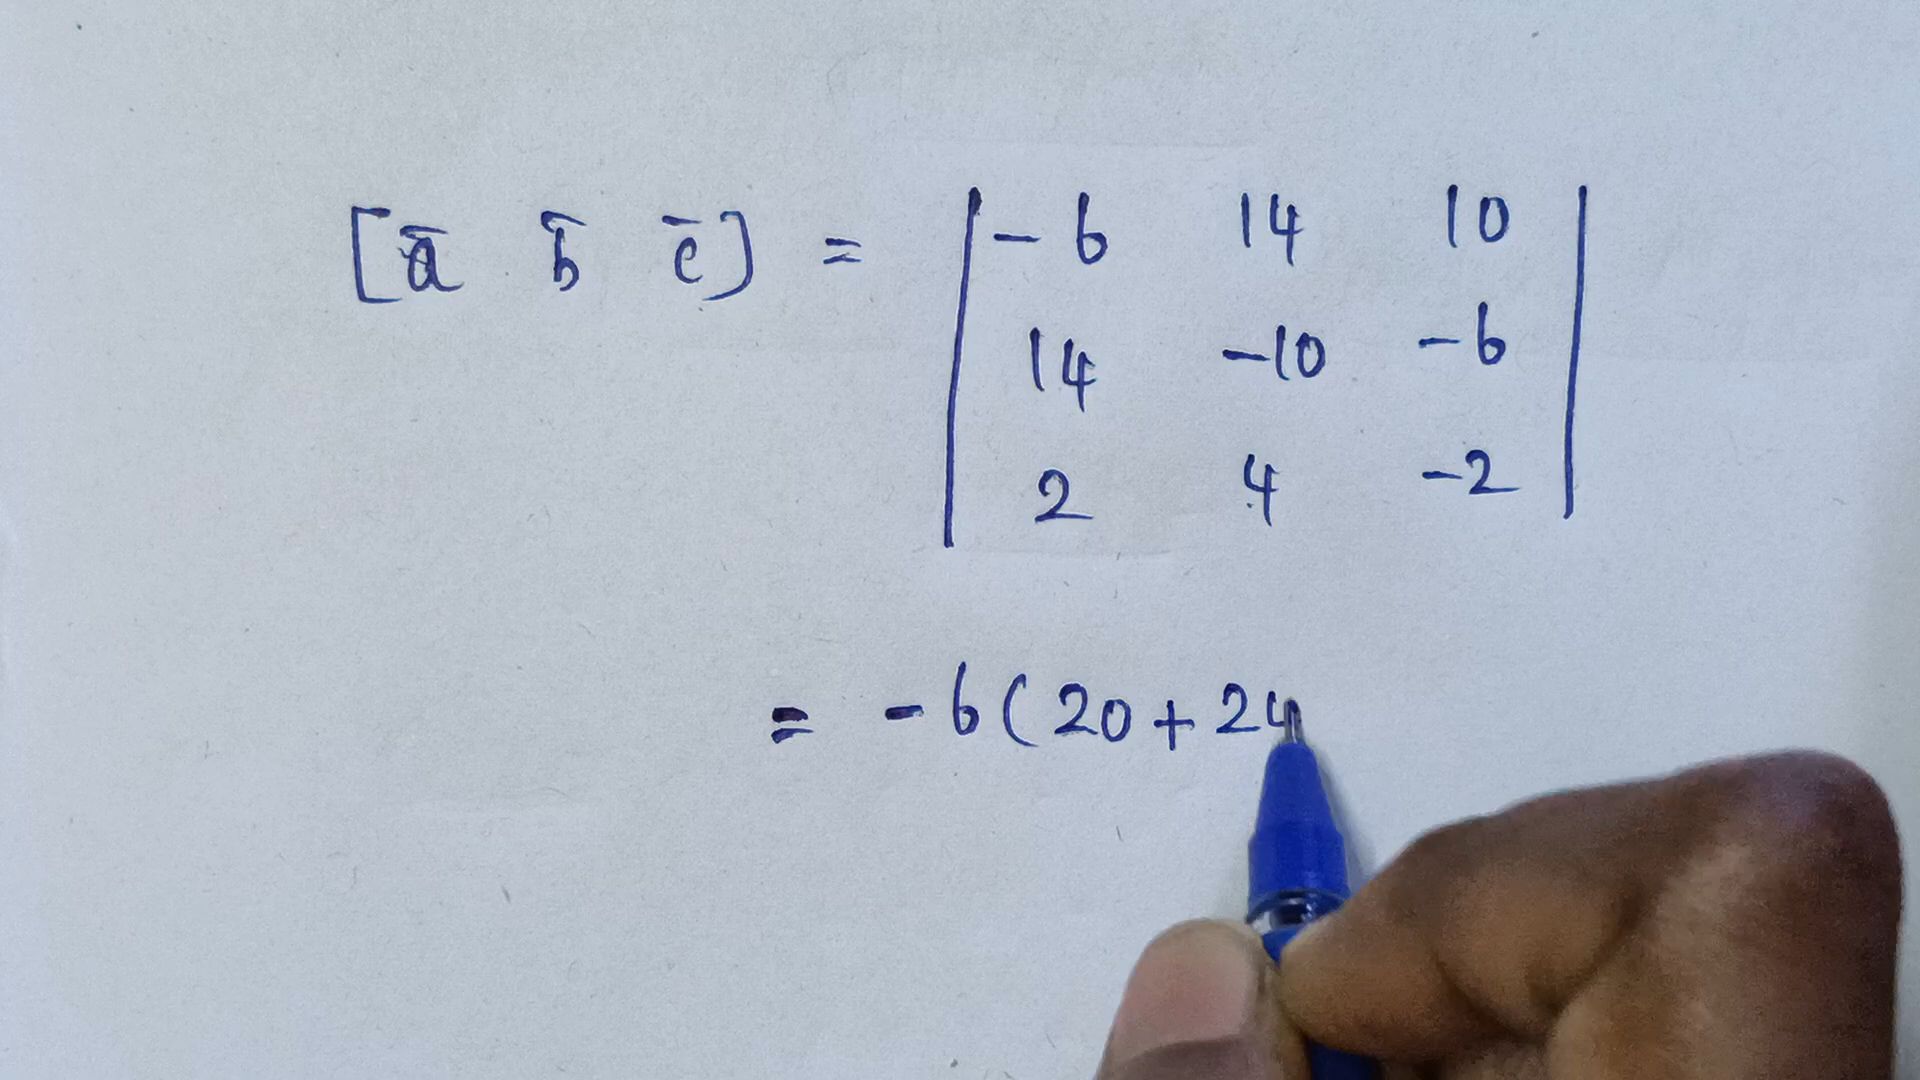 [a̅ b̅ c̅] = | -6 14 10 |
| 14 -10 -6 |
| 2 4 -2 |
= -6(20+24